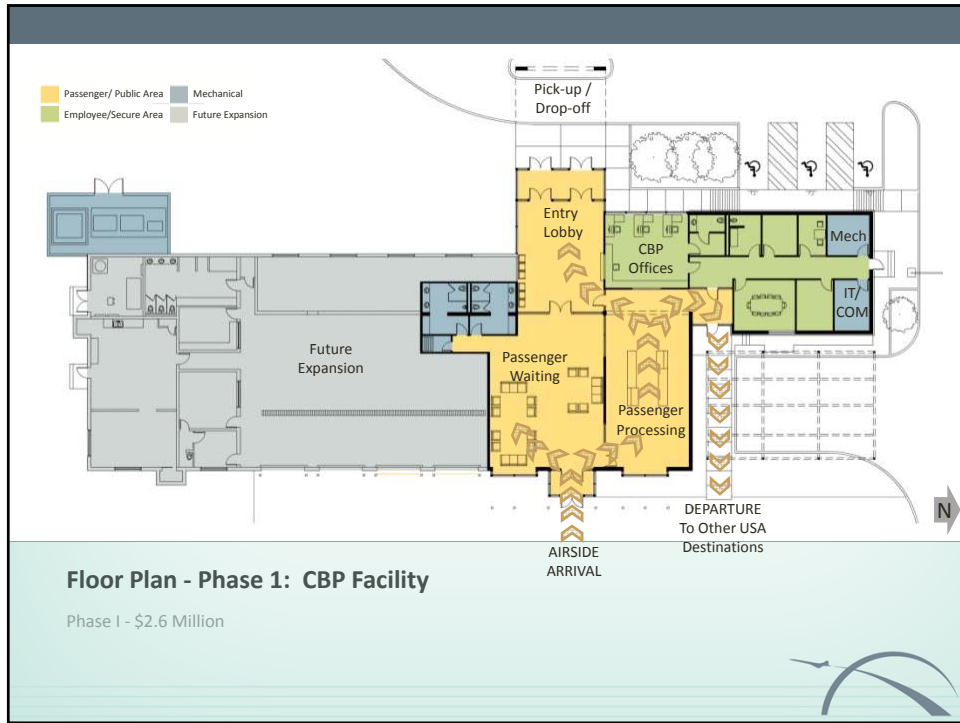 Pick-up /
Drop-off
Passenger/ Public Area
Mechanical
Employee/Secure Area
Future Expansion
Entry
Lobby
CBP
Offices
Mech
IT/
COM
Future
Expansion
Passenger
Waiting
Passenger
Processing
N
DEPARTURE
To Other USA
Destinations
AIRSIDE
ARRIVAL
Floor Plan - Phase 1: CBP Facility
Phase I - $2.6 Million